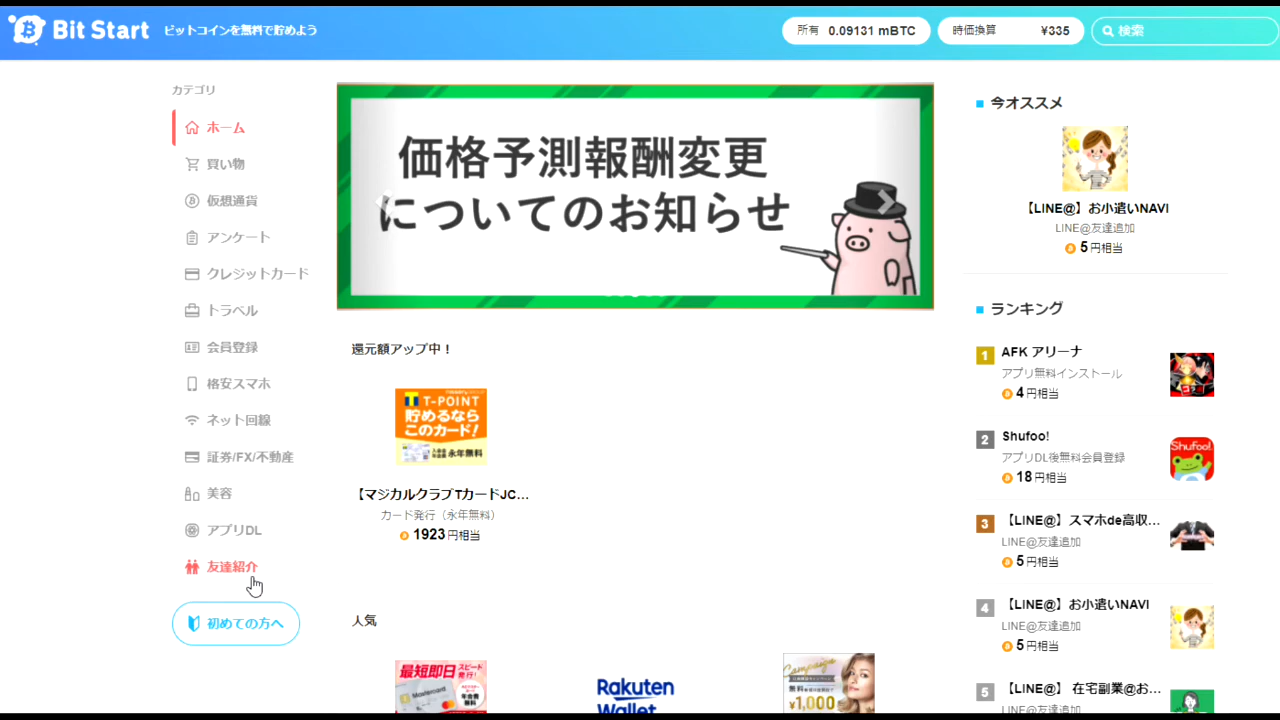 Bit Start
ビットコインを無料で貯めよう
所有 0.09131 mBTC
時価換算 ¥335
検索
カテゴリ
ホーム
買い物
仮想通貨
アンケート
クレジットカード
トラベル
会員登録
格安スマホ
ネット回線
証券/FX/不動産
美容
アプリDL
友達紹介
初めての方へ
価格予測報酬変更
についてのお知らせ
還元額アップ中！
T-POINT
貯めるなら
このカード!
永年無料
【マジカルクラブTカードJC...
カード発行（永年無料）
1923 円相当
人気
最短即日 スピード
発行!
Mastercard
年会費
無料
Rakuten
Wallet
Campaign
¥1,000
今オススメ
【LINE@】お小遣いNAVI
LINE@友達追加
5 円相当
ランキング
1
AFK アリーナ
アプリ無料インストール
4 円相当
2
Shufoo!
アプリDL後無料会員登録
18 円相当
Shufoo!
3
【LINE@】スマホde高収...
LINE@友達追加
5 円相当
4
【LINE@】お小遣いNAVI
LINE@友達追加
5 円相当
5
【LINE@】 在宅副業@お...
LINE@友達追加